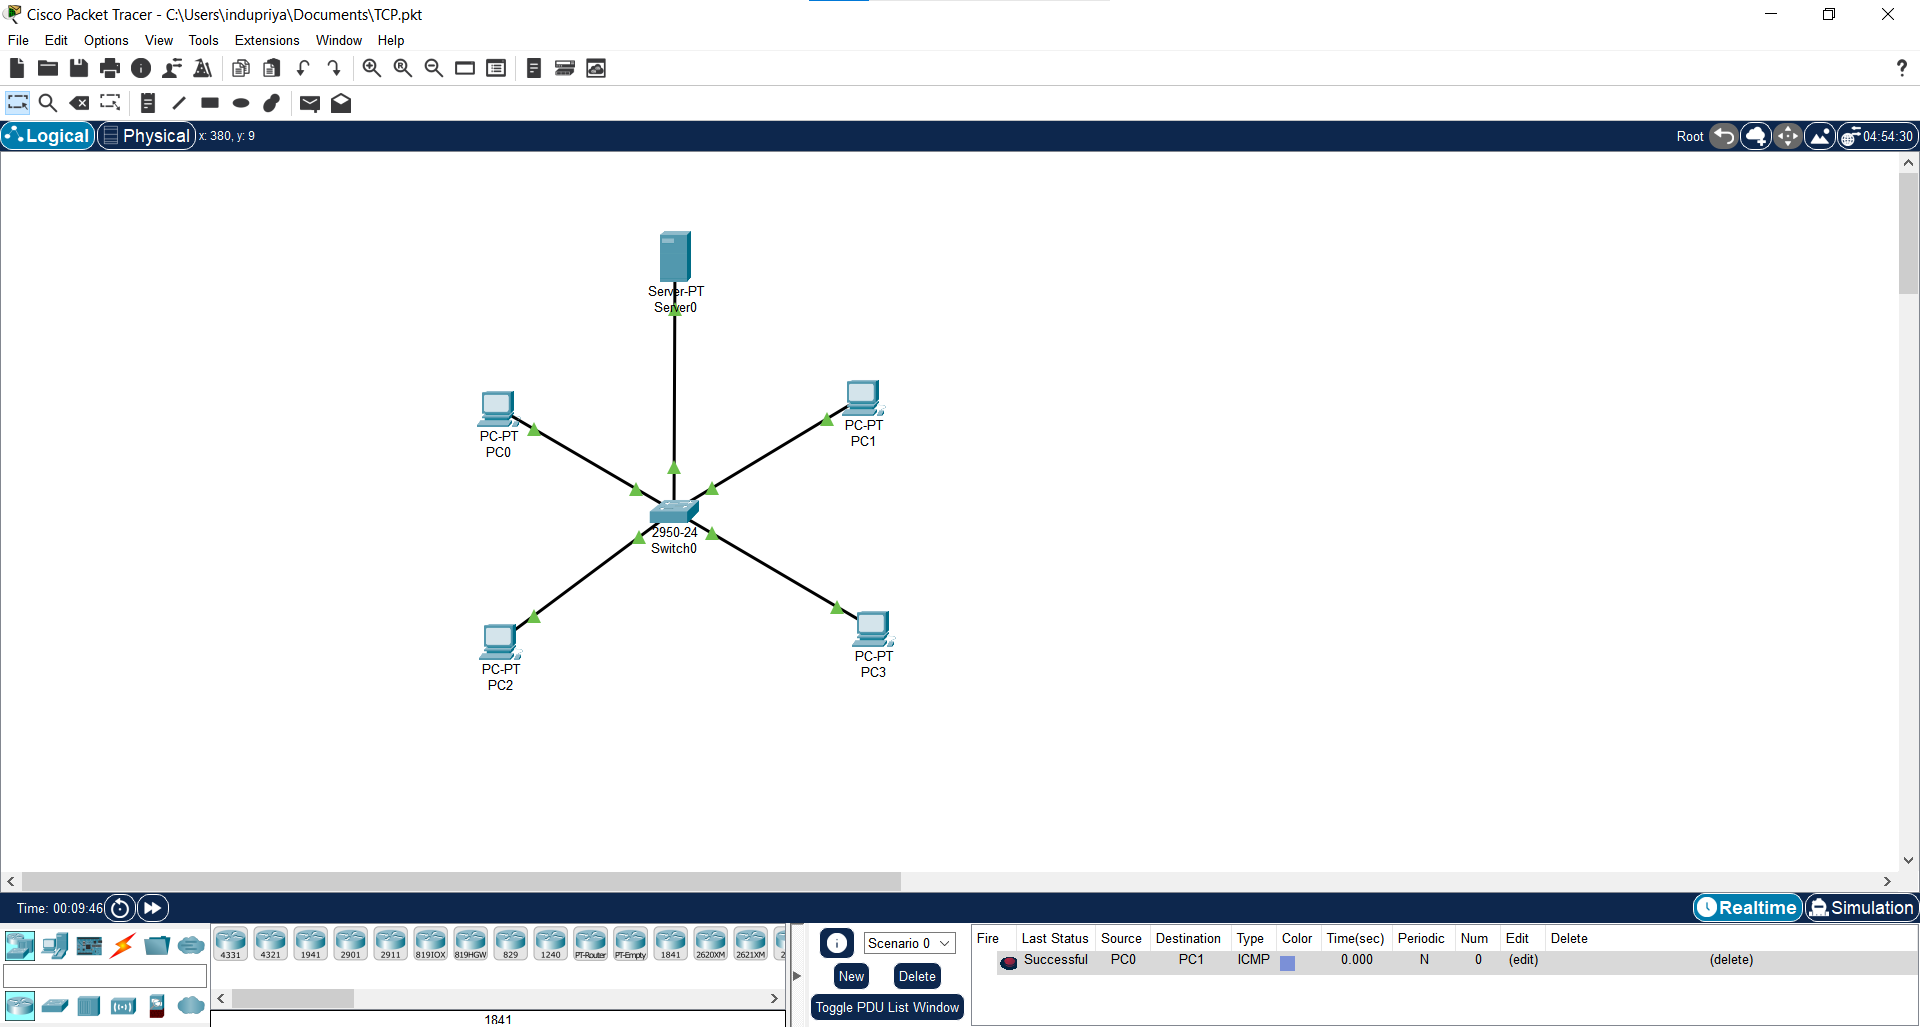 Cisco Packet Tracer - C:\Users\indupriya\Documents\TCP.pkt
File Edit Options View Tools Extensions Window Help
?
Logical Physical x: 380, y: 9 Root 04:54:30
Server-PT
Server0
PC-PT
PC0
PC-PT
PC1
2950-24
Switch0
PC-PT
PC2
PC-PT
PC3
Time: 00:09:46 Realtime Simulation
4331 4321 1941 2901 2911 819IOX 819HGW 829 1240 PT-Router PT-Empty 1841 2620XM 2621XM 2
1841
Scenario 0
New Delete
Toggle PDU List Window
Fire Last Status Source Destination Type Color Time(sec) Periodic Num Edit Delete
Successful PC0 PC1 ICMP 0.000 N 0 (edit) (delete)